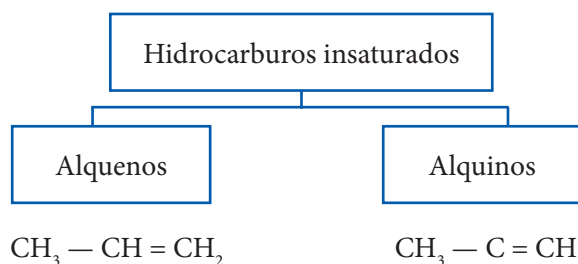 Hidrocarburos insaturados
Alquenos
Alquinos
CH₃ — CH = CH₂
CH₃ — C = CH